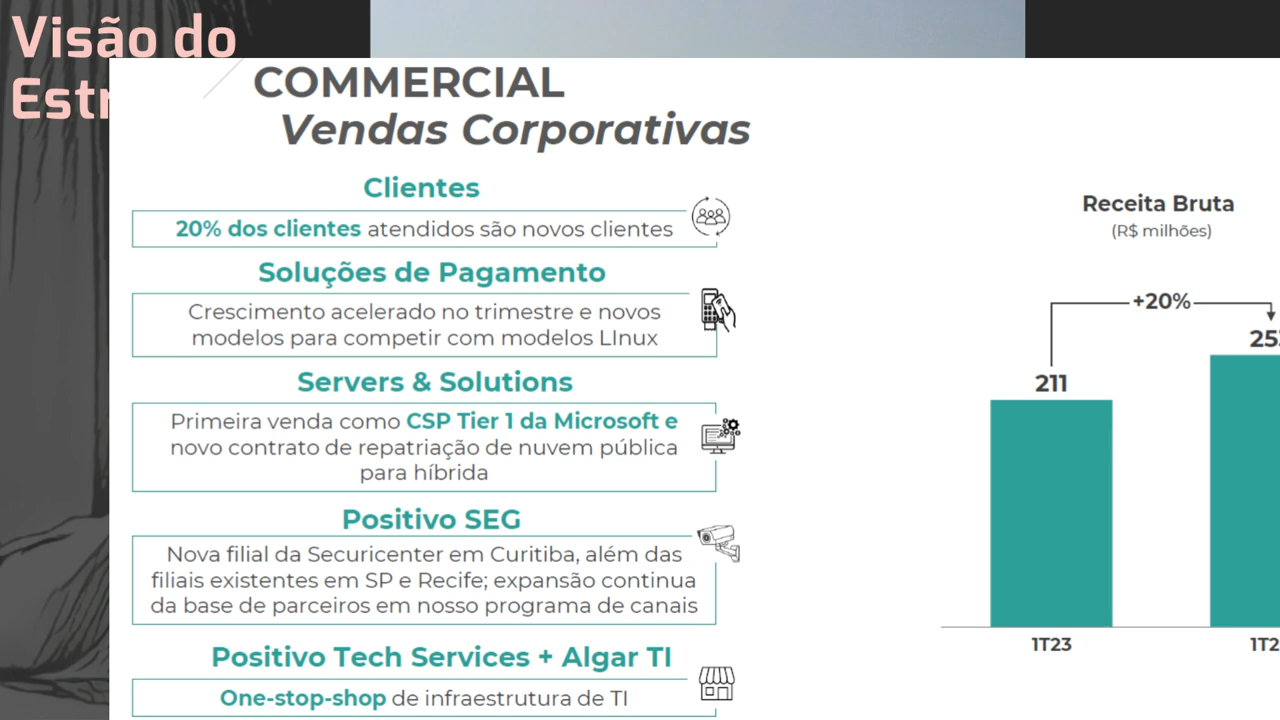 Visão do
COMMERCIAL
Vendas Corporativas
Clientes
20% dos clientes atendidos são novos clientes
Soluções de Pagamento
Crescimento acelerado no trimestre e novos
modelos para competir com modelos LInux
Servers & Solutions
Primeira venda como CSP Tier 1 da Microsoft e
novo contrato de repatriação de nuvem pública
para híbrida
Positivo SEG
Nova filial da Securicenter em Curitiba, além das
filiais existentes em SP e Recife; expansão continua
da base de parceiros em nosso programa de canais
Positivo Tech Services + Algar TI
One-stop-shop de infraestrutura de TI
Receita Bruta
(R$ milhões)
+20%
211
1T23